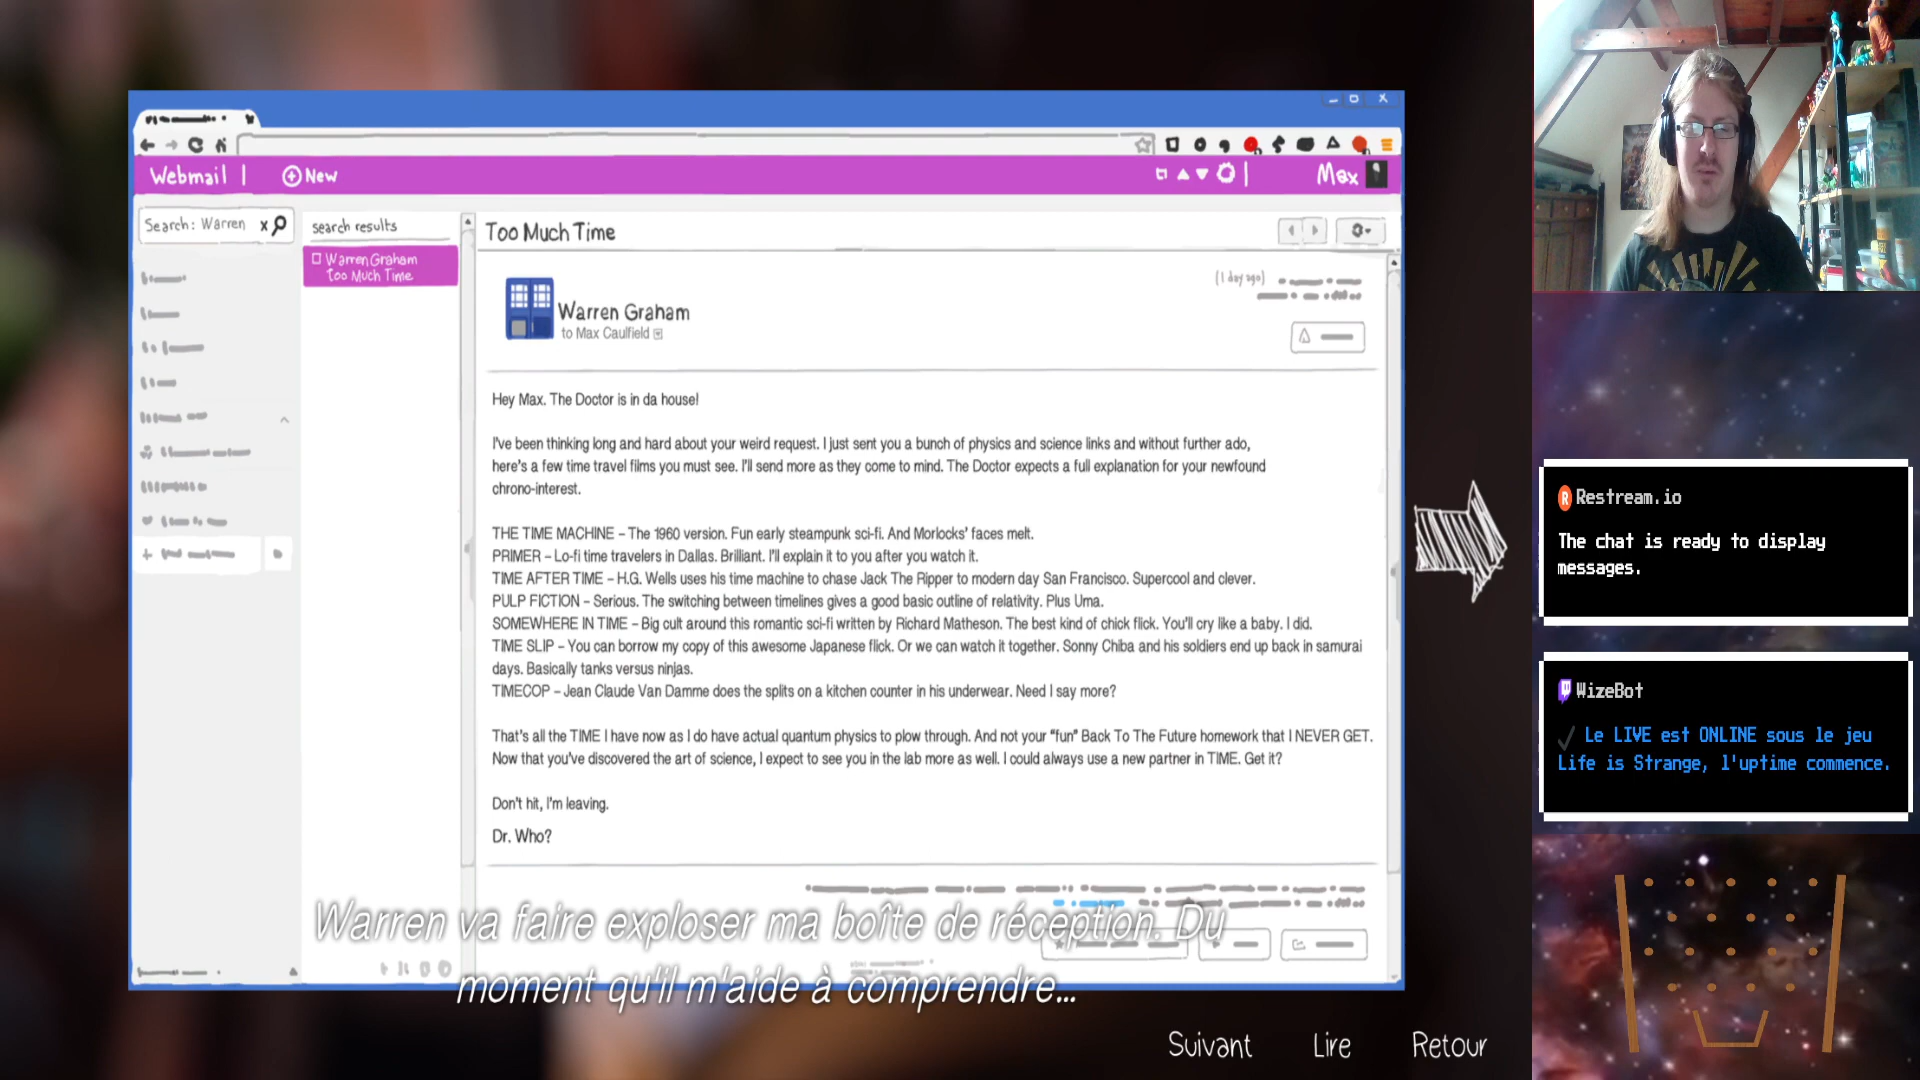 Webmail |
New
Max
Search: Warren x
search results
Warren Graham
Too Much Time
Too Much Time
(1 day ago)
Warren Graham
to Max Caulfield
Hey Max. The Doctor is in da house!
I've been thinking long and hard about your weird request. I just sent you a bunch of physics and science links and without further ado,
here's a few time travel films you must see. I'll send more as they come to mind. The Doctor expects a full explanation for your newfound
chrono-interest.
THE TIME MACHINE – The 1960 version. Fun early steampunk sci-fi. And Morlocks' faces melt.
PRIMER – Lo-fi time travelers in Dallas. Brilliant. I'll explain it to you after you watch it.
TIME AFTER TIME – H.G. Wells uses his time machine to chase Jack The Ripper to modern day San Francisco. Supercool and clever.
PULP FICTION – Serious. The switching between timelines gives a good basic outline of relativity. Plus Uma.
SOMEWHERE IN TIME – Big cult around this romantic sci-fi written by Richard Matheson. The best kind of chick flick. You'll cry like a baby. I did.
TIME SLIP – You can borrow my copy of this awesome Japanese flick. Or we can watch it together. Sonny Chiba and his soldiers end up back in samurai
days. Basically tanks versus ninjas.
TIMECOP – Jean Claude Van Damme does the splits on a kitchen counter in his underwear. Need I say more?
That's all the TIME I have now as I do have actual quantum physics to plow through. And not your "fun" Back To The Future homework that I NEVER GET.
Now that you've discovered the art of science, I expect to see you in the lab more as well. I could always use a new partner in TIME. Get it?
Don't hit, I'm leaving.
Dr. Who?
Warren va faire exploser ma boîte de réception. Du
moment qu'il m'aide à comprendre...
Suivant
Lire
Retour
Restream.io
The chat is ready to display
messages.
WizeBot
Le LIVE est ONLINE sous le jeu
Life is Strange, l'uptime commence.